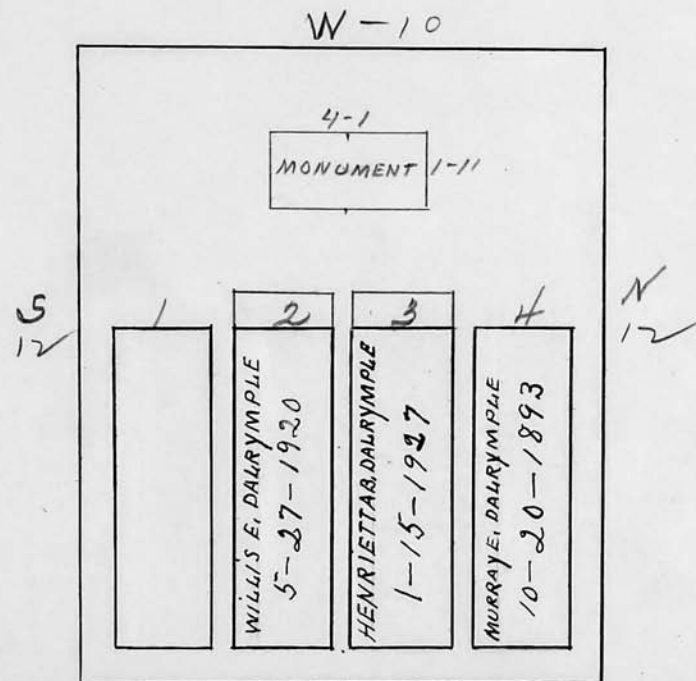 W-10
4-1
MONUMENT 1-11
S
12
N
12
1
2
3
4
WILLIS E. DALRYMPLE
5-27-1920
HENRIETTA B. DALRYMPLE
1-15-1927
MURRAY E. DALRYMPLE
10-20-1893